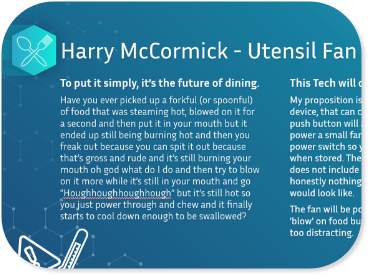 Harry McCormick - Utensil Fan
To put it simply, it's the future of dining.
Have you ever picked up a forkful (or spoonful)
of food that was steaming hot, blowed on it for
a second and then put it in your mouth but it
ended up still being burning hot and then you
freak out because you can spit it out because
that's gross and rude and it's still burning your
mouth oh god what do I do and then try to blow
on it more while it's still in your mouth and go
"Houghhoughhoughhough" but it's still hot so
you just power through and chew and it finally
starts to cool down enough to be swallowed?
This Tech will
My proposition is
device, that can
push button will
power a small fan
power switch so
when stored. The
does not include
honestly nothing
would look like.
The fan will be
'blow' on food
too distracting.